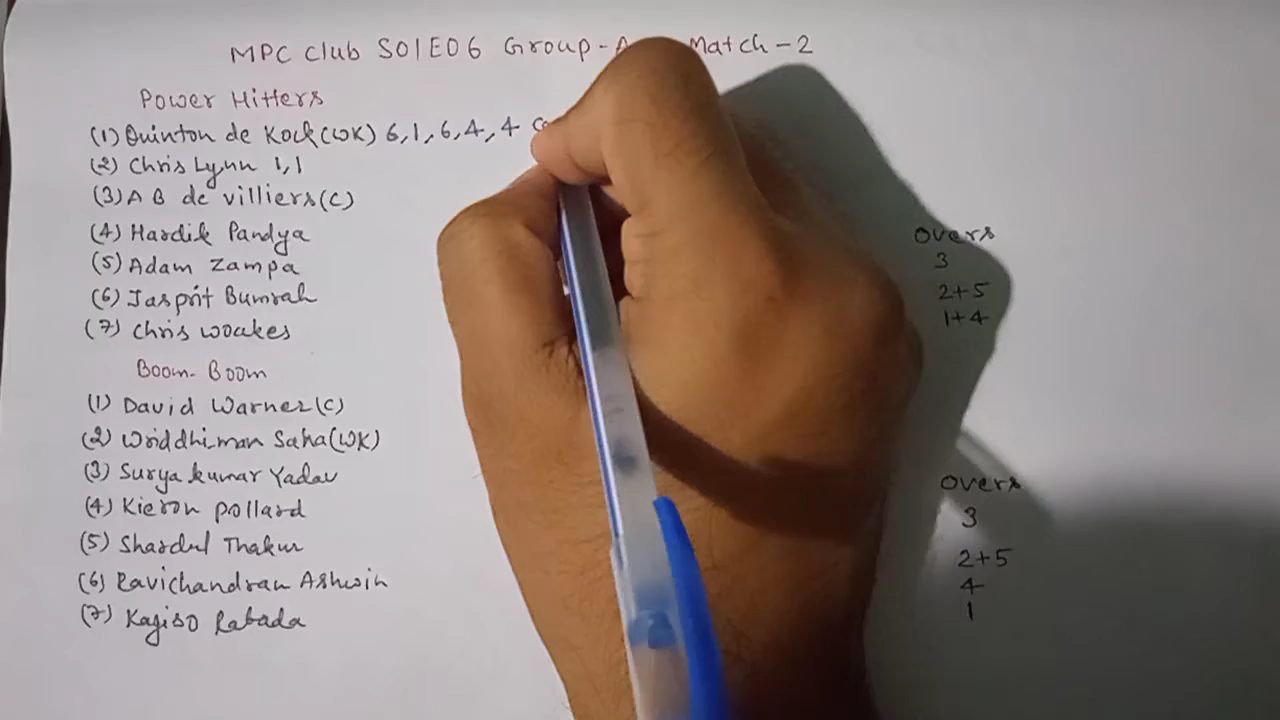 MPC Club S01E06 Group-A Match-2
Power Hitters
(1) Quinton de Kock(WK) 6,1,6,4,4
(2) Chris Lynn 1,1
(3) A B de villiers(C)
(4) Hardik Pandya
(5) Adam Zampa
(6) Jasprit Bumrah
(7) Chris Woakes
Overs
3
2+5
1+4
Boom-Boom
(1) David Warner(C)
(2) Wriddhiman Saha(WK)
(3) Surya kumar Yadav
(4) Kieron pollard
(5) Shardul Thakur
(6) Ravichandran Ashwin
(7) Kagiso Rabada
Overs
3
2+5
4
1